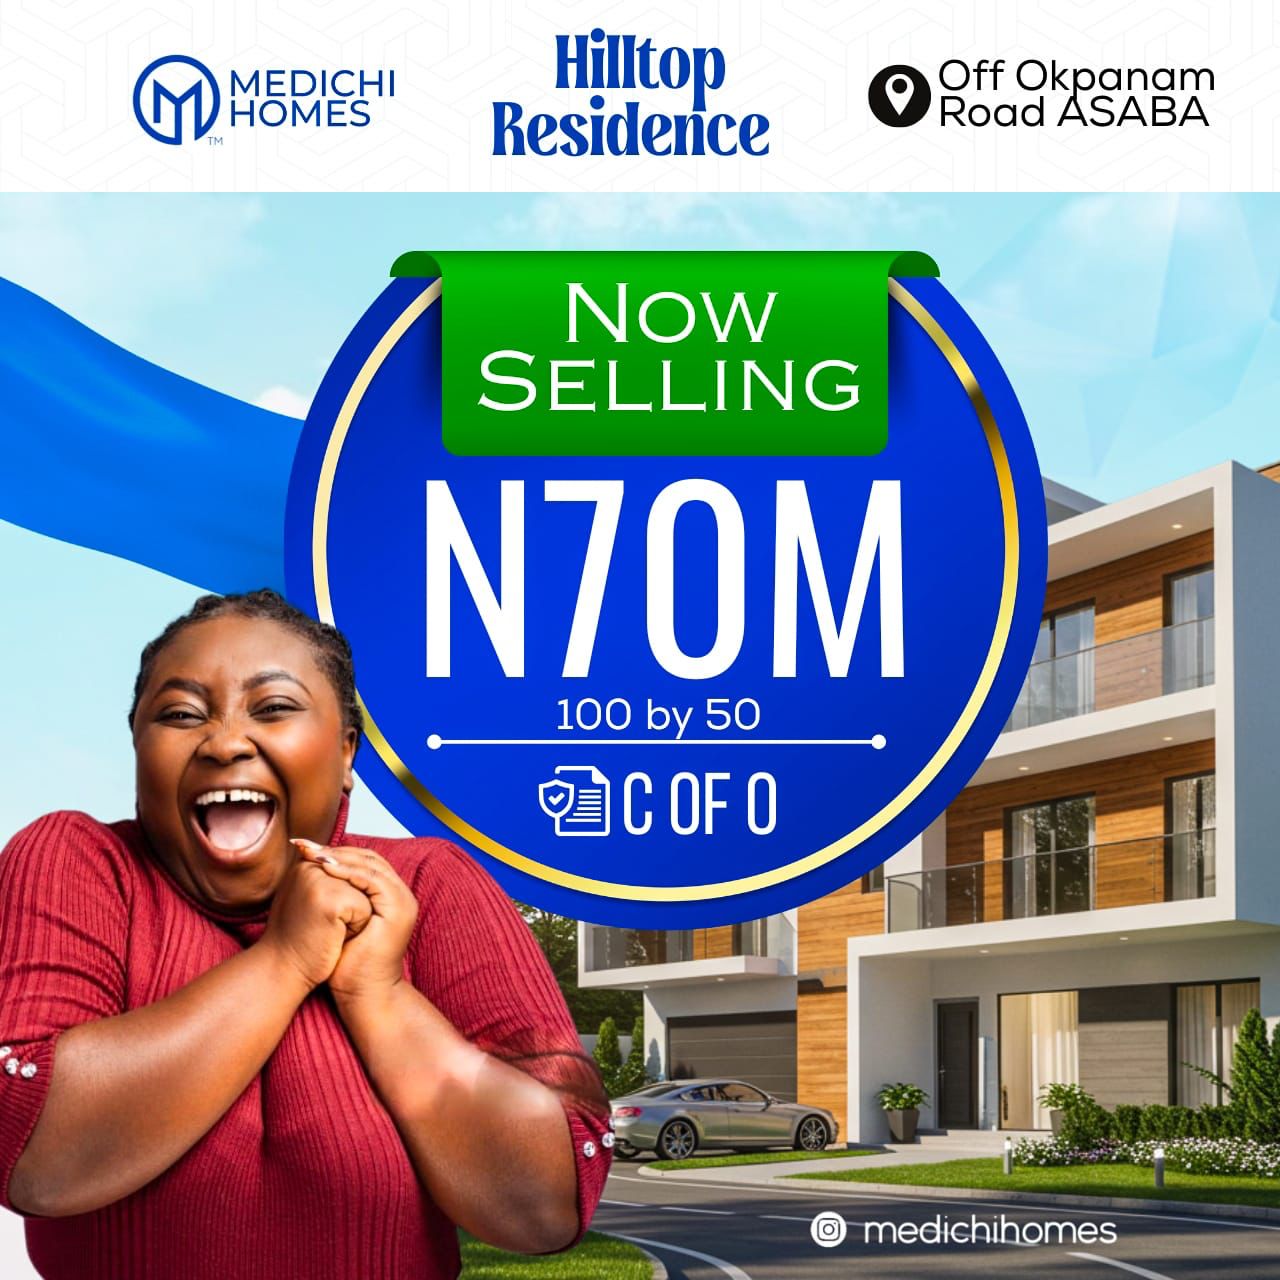 MEDICHI
HOMES
TM
Hilltop
Residence
Off Okpanam
Road ASABA
NOW
SELLING
N70M
100 by 50
C OF O
medichihomes